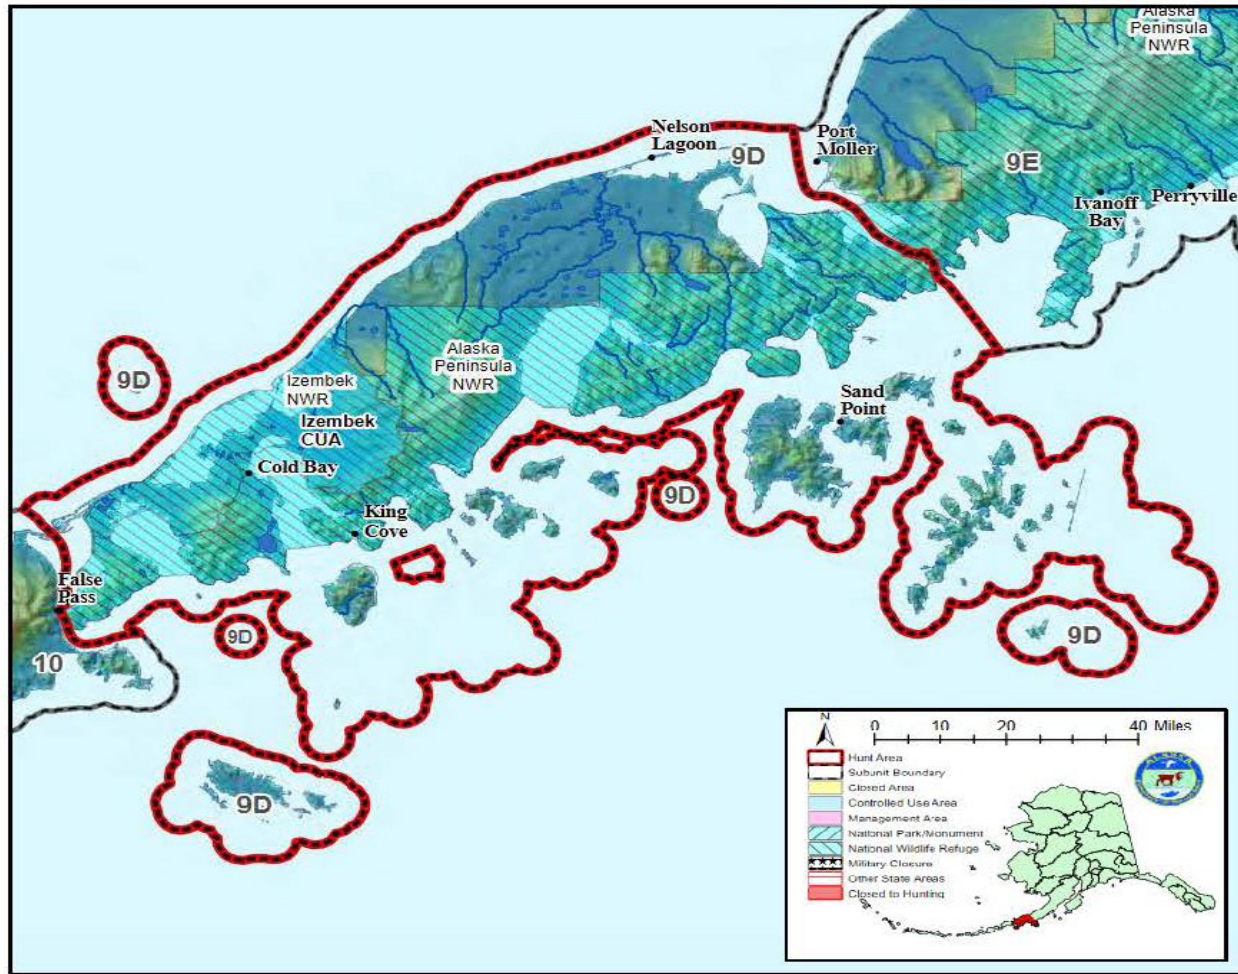 Alaska
Peninsula
NWR
Nelson
Lagoon
9D
Port
Moller
9E
Ivanoff
Bay
Perryville
9D
Izembek
NWR
Izembek
CUA
Alaska
Peninsula
NWR
Sand
Point
Cold Bay
King
Cove
9D
False
Pass
9D
10
9D
9D
N
0 10 20 40 Miles
Hunt Area
Subunit Boundary
Closed Area
Controlled Use Area
Management Area
National Park/Monument
National Wildlife Refuge
Military Closure
Other State Areas
Closed to Hunting
ALASKA